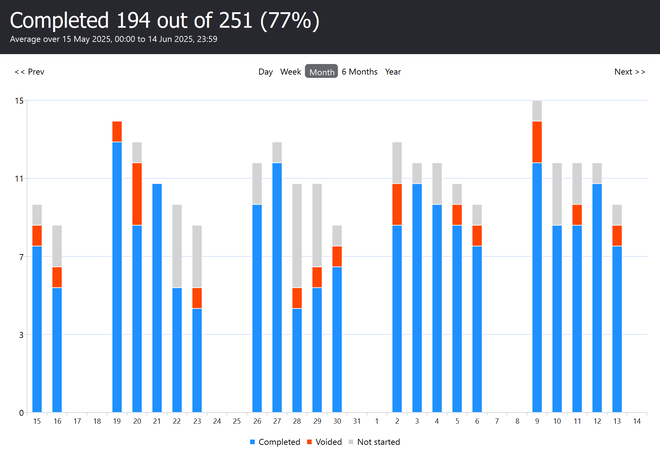 Completed 194 out of 251 (77%)
Average over 15 May 2025, 00:00 to 14 Jun 2025, 23:59
<< Prev Day Week Month 6 Months Year Next >>
15
11
7
3
0
15 16 17 18 19 20 21 22 23 24 25 26 27 28 29 30 31 1 2 3 4 5 6 7 8 9 10 11 12 13 14
Completed Voided Not started